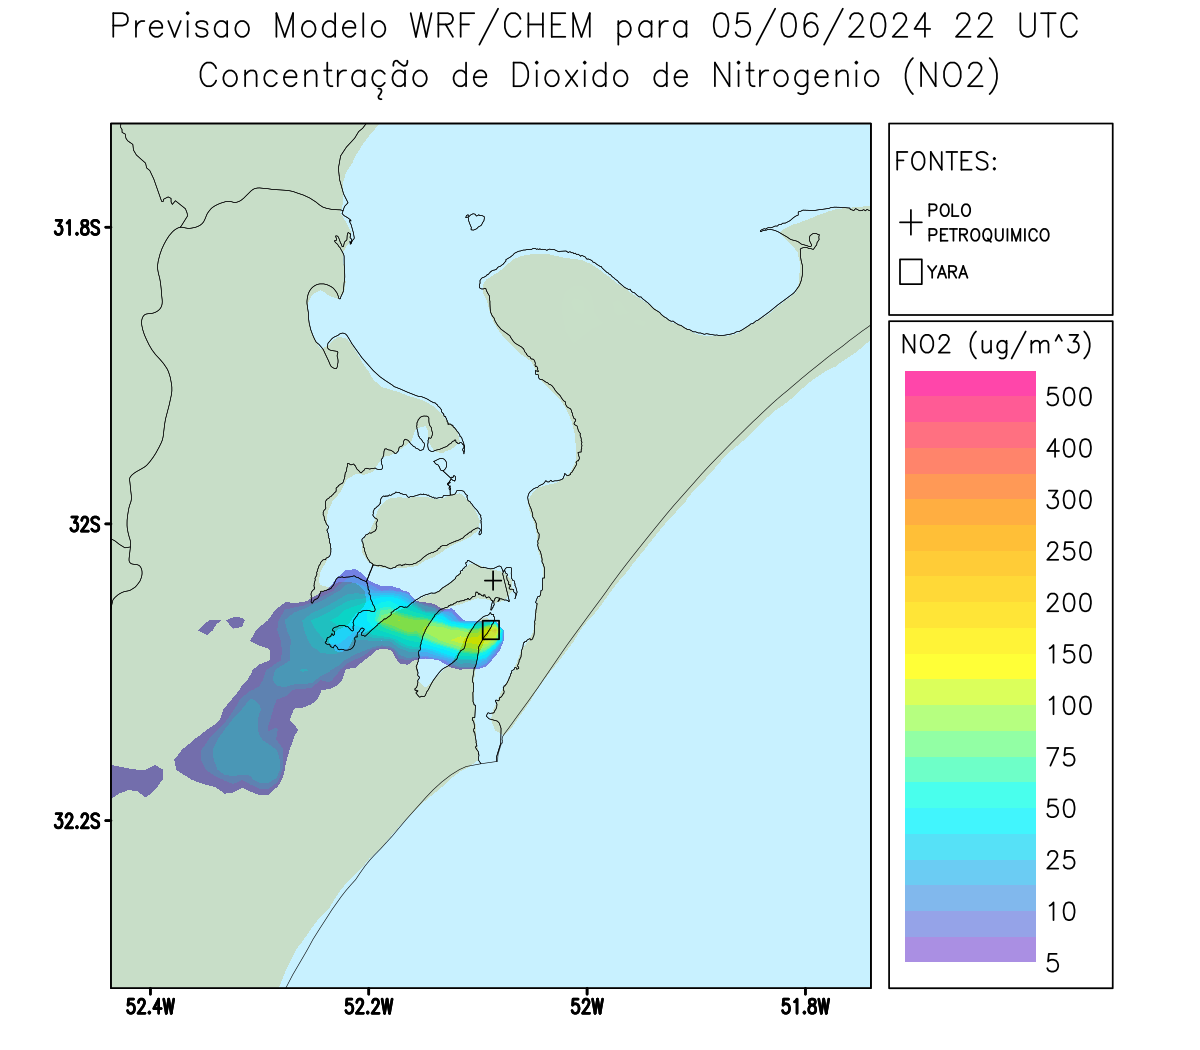 Previsao Modelo WRF/CHEM para 05/06/2024 22 UTC
Concentração de Dioxido de Nitrogenio (NO2)
FONTES:
POLO
PETROQUIMICO
YARA
NO2 (ug/m^3)
500
400
300
250
200
150
100
75
50
25
10
5
31.8S
32S
32.2S
52.4W
52.2W
52W
51.8W